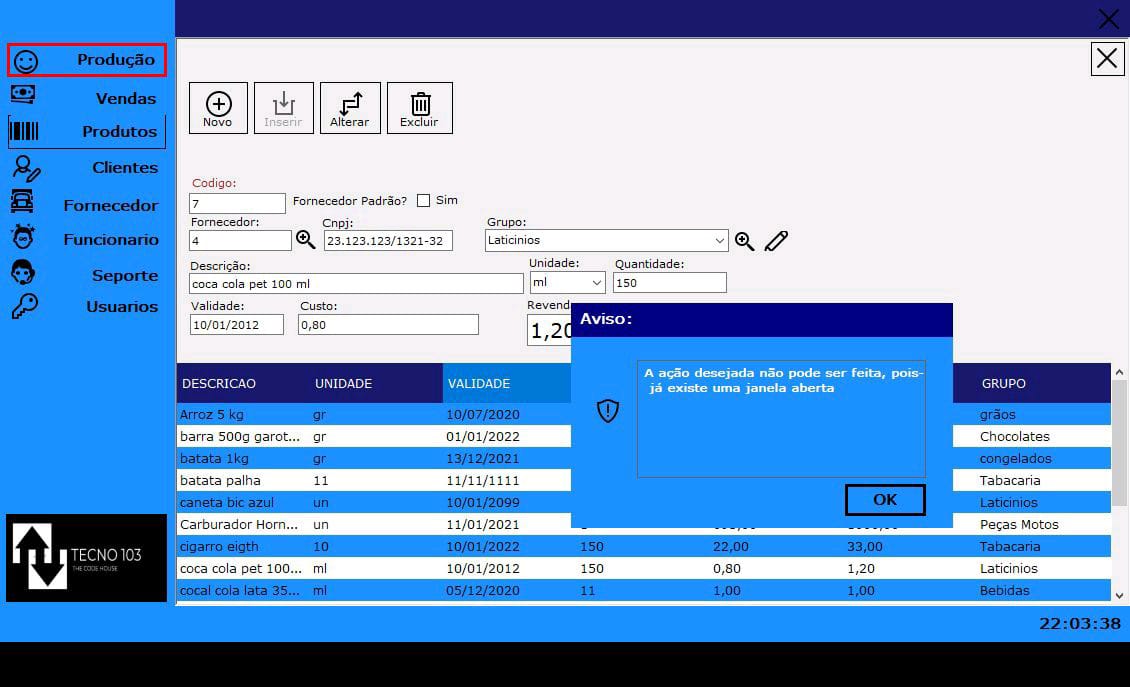 Produção
Vendas
Produtos
Clientes
Fornecedor
Funcionario
Seporte
Usuarios
TECNO 103
THE CODE HOUSE
Novo Inserir Alterar Excluir
Codigo:
7 Fornecedor Padrão? Sim
Fornecedor: Cnpj: Grupo:
4 23.123.123/1321-32 Laticinios
Descrição: Unidade: Quantidade:
coca cola pet 100 ml ml 150
Validade: Custo: Revend
10/01/2012 0,80 1,20
Aviso:
A ação desejada não pode ser feita, pois-
já existe uma janela aberta
OK
DESCRICAO UNIDADE VALIDADE GRUPO
Arroz 5 kg gr 10/07/2020 grãos
barra 500g garot... gr 01/01/2022 Chocolates
batata 1kg gr 13/12/2021 congelados
batata palha 11 11/11/1111 Tabacaria
caneta bic azul un 10/01/2099 Laticinios
Carburador Horn... un 11/01/2021 Peças Motos
cigarro eigth 10 10/01/2022 150 22,00 33,00 Tabacaria
coca cola pet 100... ml 10/01/2012 150 0,80 1,20 Laticinios
cocal cola lata 35... ml 05/12/2020 11 1,00 1,00 Bebidas
22:03:38